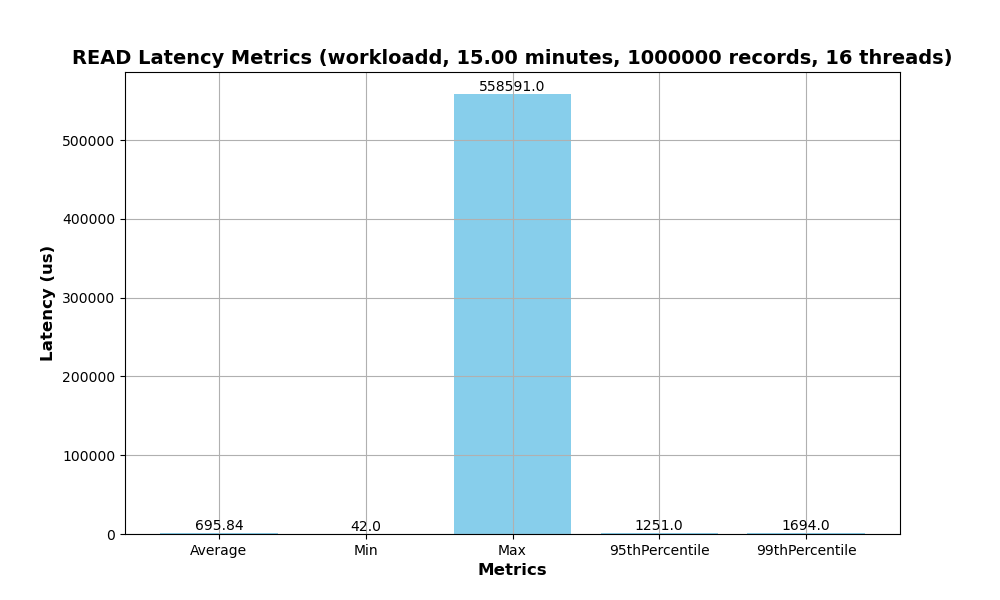 READ Latency Metrics (workloadd, 15.00 minutes, 1000000 records, 16 threads)
558591.0
500000
400000
300000
200000
100000
0
Latency (us)
695.84
42.0
1251.0
1694.0
Average
Min
Max
95thPercentile
99thPercentile
Metrics